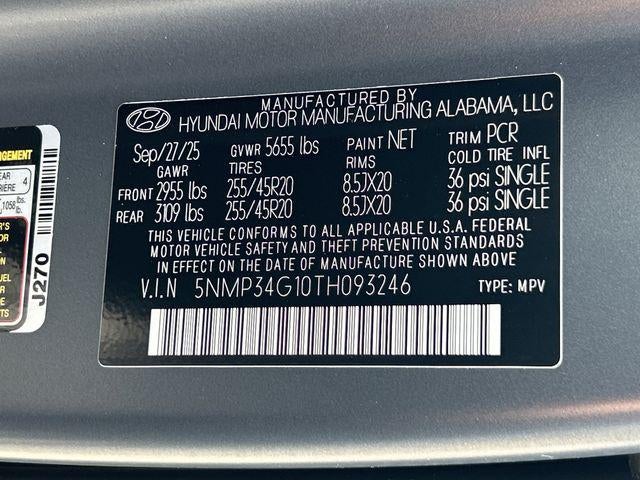 MANUFACTURED BY
HYUNDAI MOTOR MANUFACTURING ALABAMA, LLC
Sep/27/25 GVWR 5655 lbs PAINT NET TRIM PCR
GAWR TIRES RIMS COLD TIRE INFL
FRONT 2955 lbs 255/45R20 8.5JX20 36 psi SINGLE
REAR 3109 lbs 255/45R20 8.5JX20 36 psi SINGLE
THIS VEHICLE CONFORMS TO ALL APPLICABLE U.S.A. FEDERAL
MOTOR VEHICLE SAFETY AND THEFT PREVENTION STANDARDS
IN EFFECT ON THE DATE OF MANUFACTURE SHOWN ABOVE
V.I.N 5NMP34G10TH093246 TYPE: MPV
J270